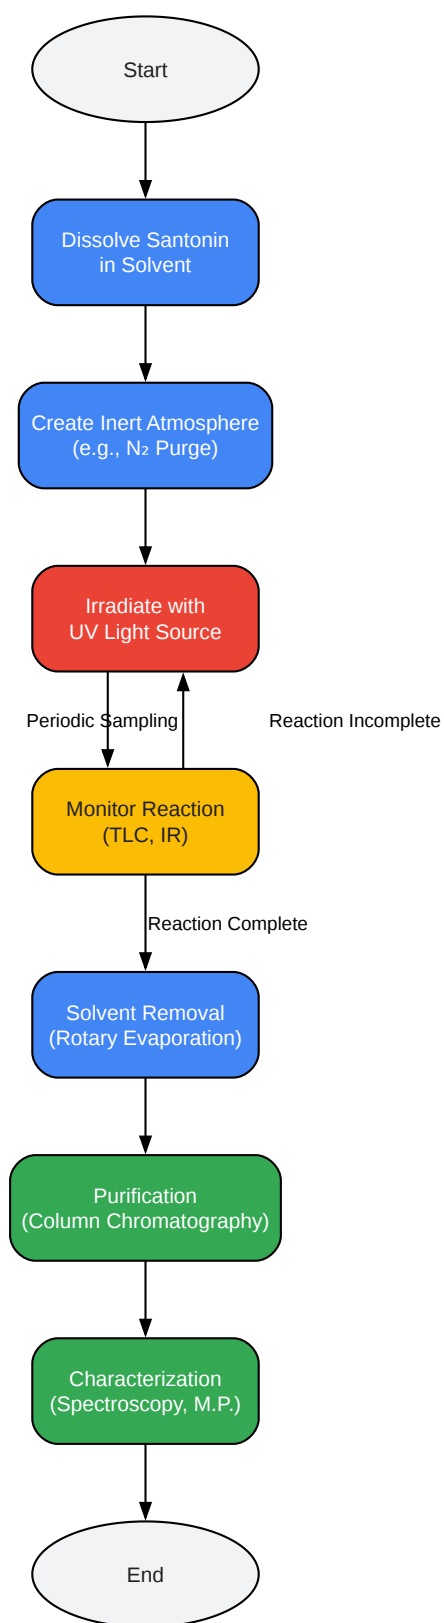 Start
Dissolve Santonin
in Solvent
Create Inert Atmosphere
(e.g., N₂ Purge)
Irradiate with
UV Light Source
Periodic Sampling
Reaction Incomplete
Monitor Reaction
(TLC, IR)
Reaction Complete
Solvent Removal
(Rotary Evaporation)
Purification
(Column Chromatography)
Characterization
(Spectroscopy, M.P.)
End